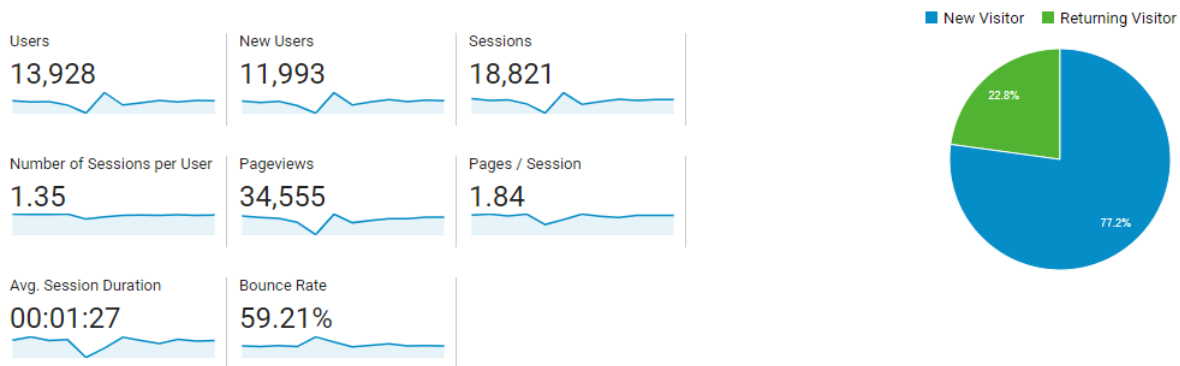 New Visitor Returning Visitor
Users New Users Sessions
13,928 11,993 18,821
22.8%
Number of Sessions per User Pageviews Pages / Session
1.35 34,555 1.84
77.2%
Avg. Session Duration Bounce Rate
00:01:27 59.21%